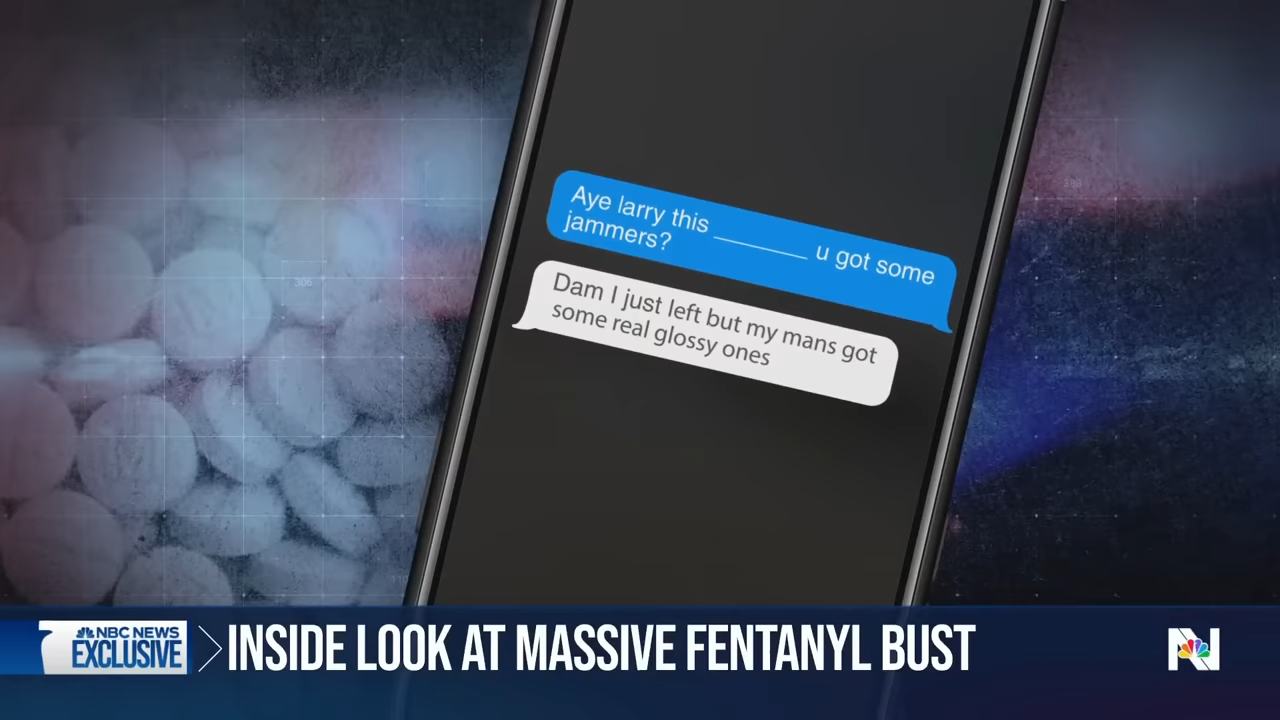 Aye larry this ______ u got some
jammers?
Dam I just left but my mans got
some real glossy ones
NBC NEWS
EXCLUSIVE
INSIDE LOOK AT MASSIVE FENTANYL BUST